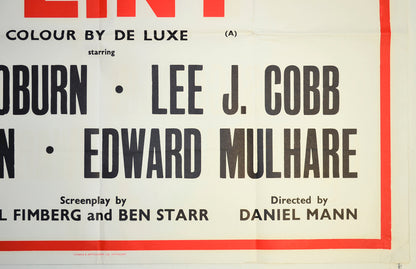 LINT
COLOUR BY DE LUXE (A)
starring
OBURN • LEE J. COBB
N • EDWARD MULHARE
Screenplay by Directed by
L FIMBERG and BEN STARR DANIEL MANN